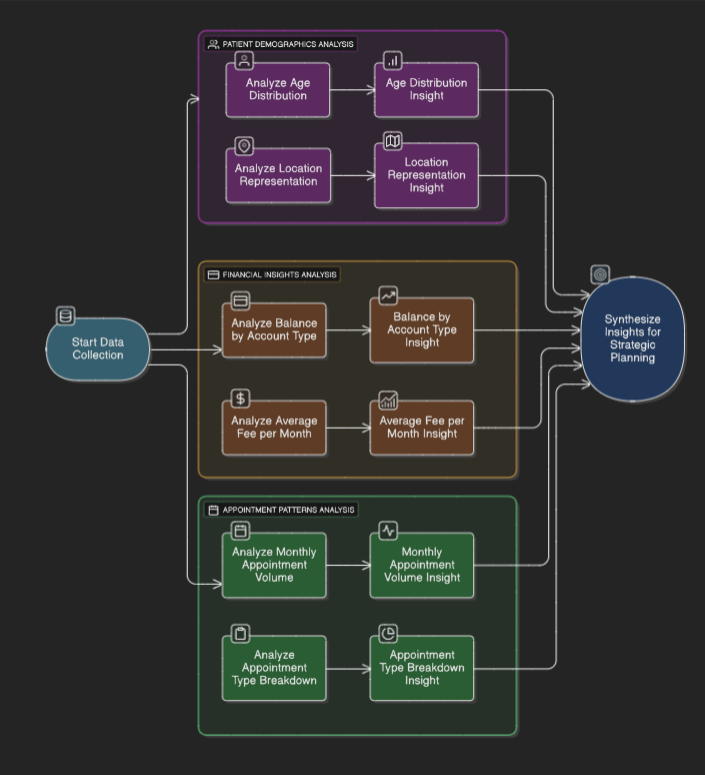 PATIENT DEMOGRAPHICS ANALYSIS
Analyze Age
Distribution
Age Distribution
Insight
Analyze Location
Representation
Location
Representation
Insight
FINANCIAL INSIGHTS ANALYSIS
Start Data
Collection
Analyze Balance
by Account Type
Balance by
Account Type
Insight
Analyze Average
Fee per Month
Average Fee per
Month Insight
Synthesize
Insights for
Strategic
Planning
APPOINTMENT PATTERNS ANALYSIS
Analyze Monthly
Appointment
Volume
Monthly
Appointment
Volume Insight
Analyze
Appointment
Type Breakdown
Appointment
Type Breakdown
Insight